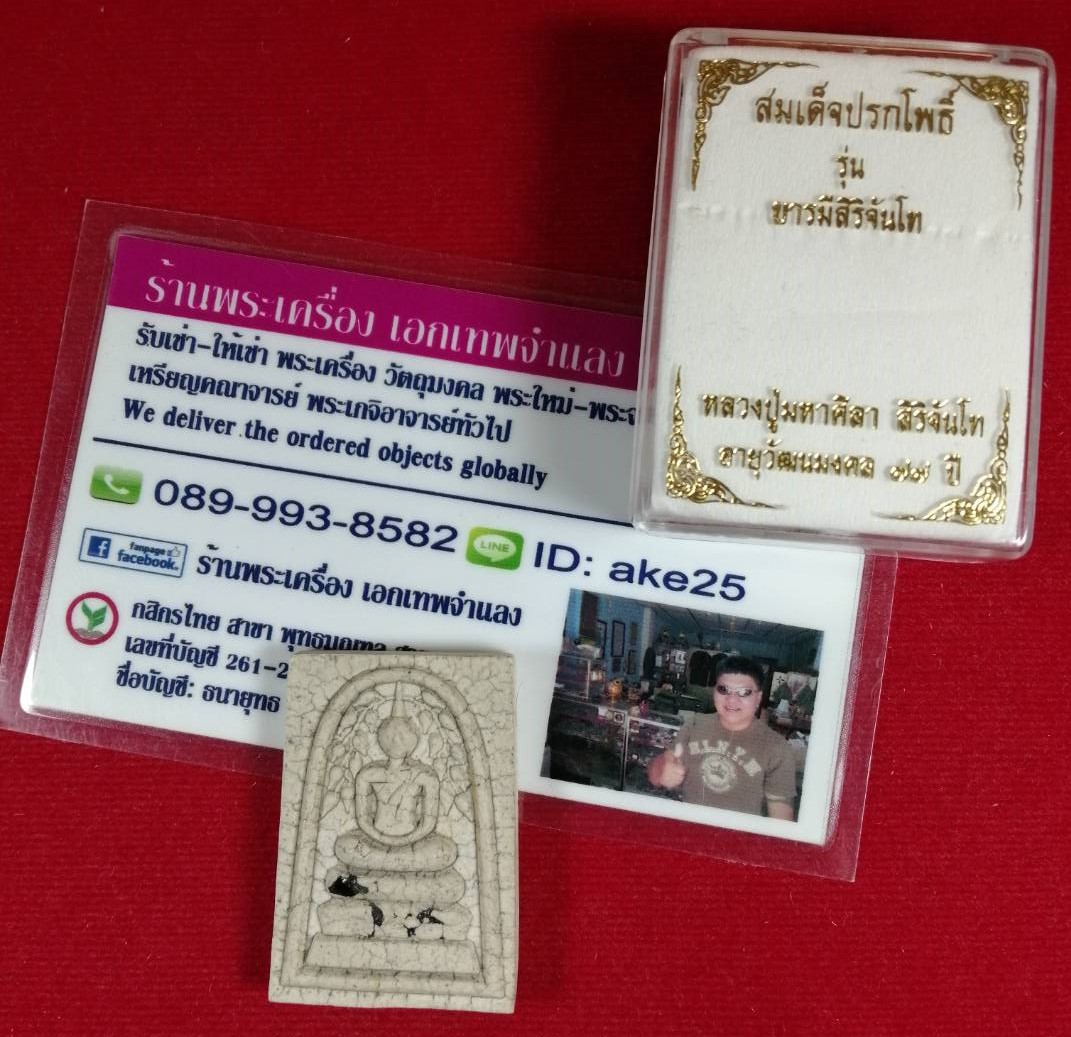 สมเด็จปรกโพธิ์
รุ่น
บารมีสิริจันโท
หลวงปู่มหาศิลา สิริจันโท
อายุวัฒนมงคล ๗๗ ปี
ร้านพระเครื่อง เอกเทพจำแลง
รับเช่า-ให้เช่า พระเครื่อง วัตถุมงคล พระใหม่-พระ
เหรียญคณาจารย์ พระเกจิอาจารย์ทั่วไป
We deliver the ordered objects globally
089-993-8582 LINE ID: ake25
fanpage facebook. ร้านพระเครื่อง เอกเทพจำแลง
กสิกรไทย สาขา พุทธมณฑล
เลขที่บัญชี 261-2
ชื่อบัญชี: ธนายุทธ